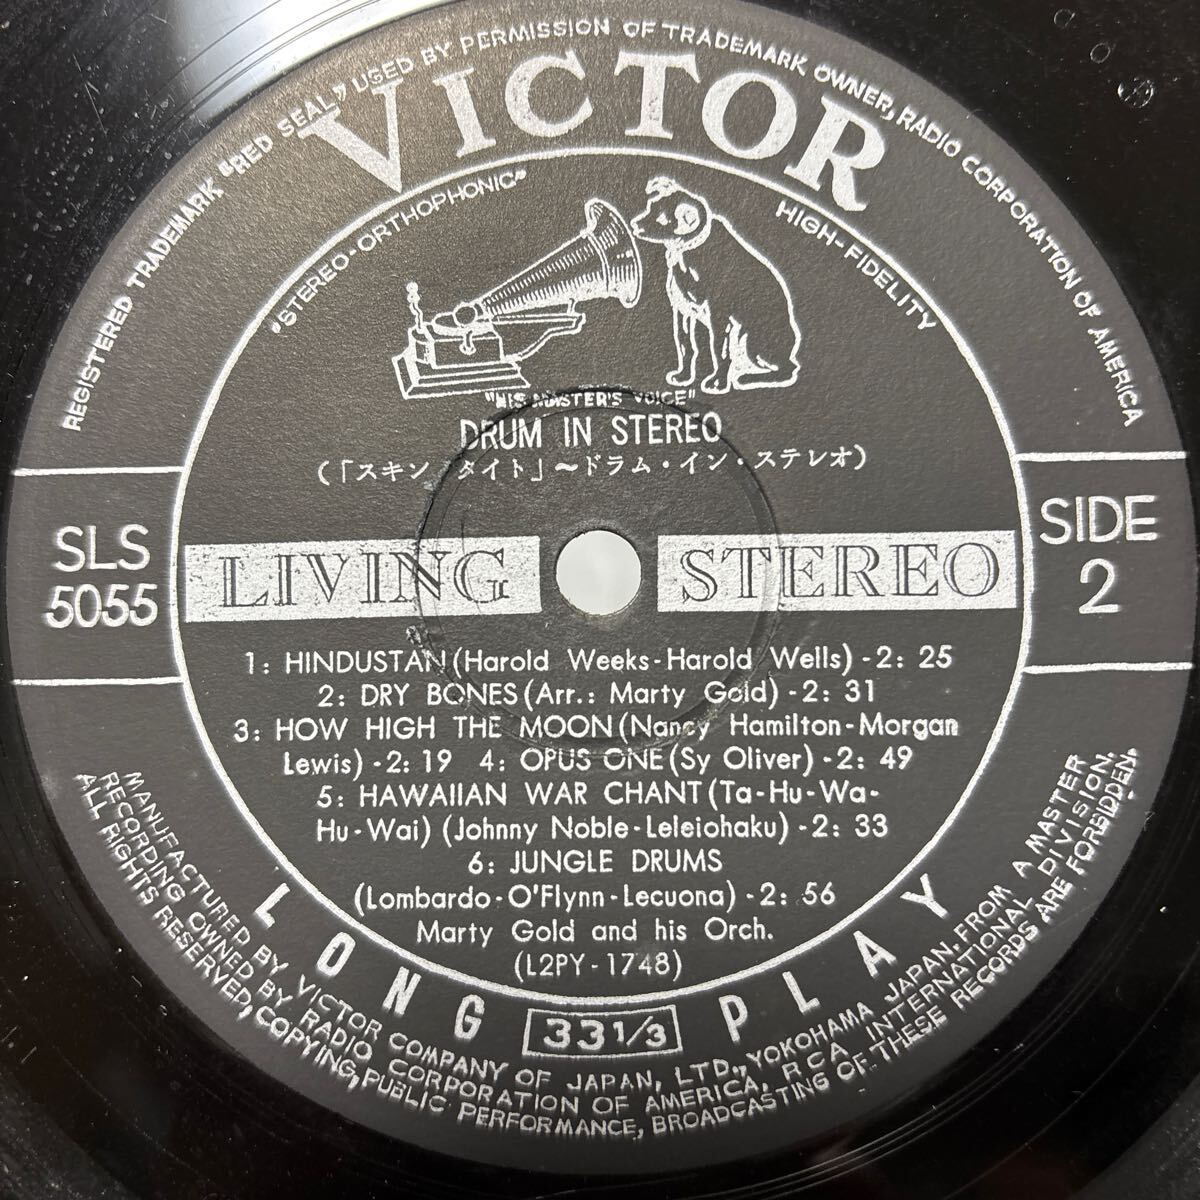 REGISTERED TRADEMARK "RED SEAL" USED BY PERMISSION OF TRADEMARK OWNER, RADIO CORPORATION OF AMERICA
VICTOR
"STEREO-ORTHOPHONIC"
HIGH-FIDELITY
"HIS MASTER'S VOICE"
DRUM IN STEREO
(「スキン・タイト」～ドラム・イン・ステレオ)
SLS
5055
LIVING STEREO
SIDE
2
1: HINDUSTAN (Harold Weeks-Harold Wells)-2: 25
2: DRY BONES (Arr.: Marty Gold)-2: 31
3: HOW HIGH THE MOON (Nancy Hamilton-Morgan
Lewis)-2: 19 4: OPUS ONE (Sy Oliver)-2: 49
5: HAWAIIAN WAR CHANT (Ta-Hu-Wa-
Hu-Wai) (Johnny Noble-Leleiohaku)-2: 33
6: JUNGLE DRUMS
(Lombardo-O'Flynn-Lecuona)-2: 56
Marty Gold and his Orch.
(L2PY-1748)
LONG 33 1/3 PLAY
MANUFACTURED BY VICTOR COMPANY OF JAPAN, LTD., YOKOHAMA JAPAN, FROM A MASTER
RECORDING OWNED BY RADIO CORPORATION OF AMERICA, RCA INTERNATIONAL DIVISION.
ALL RIGHTS RESERVED, COPYING, PUBLIC PERFORMANCE, BROADCASTING OF THESE RECORDS ARE FORBIDDEN.